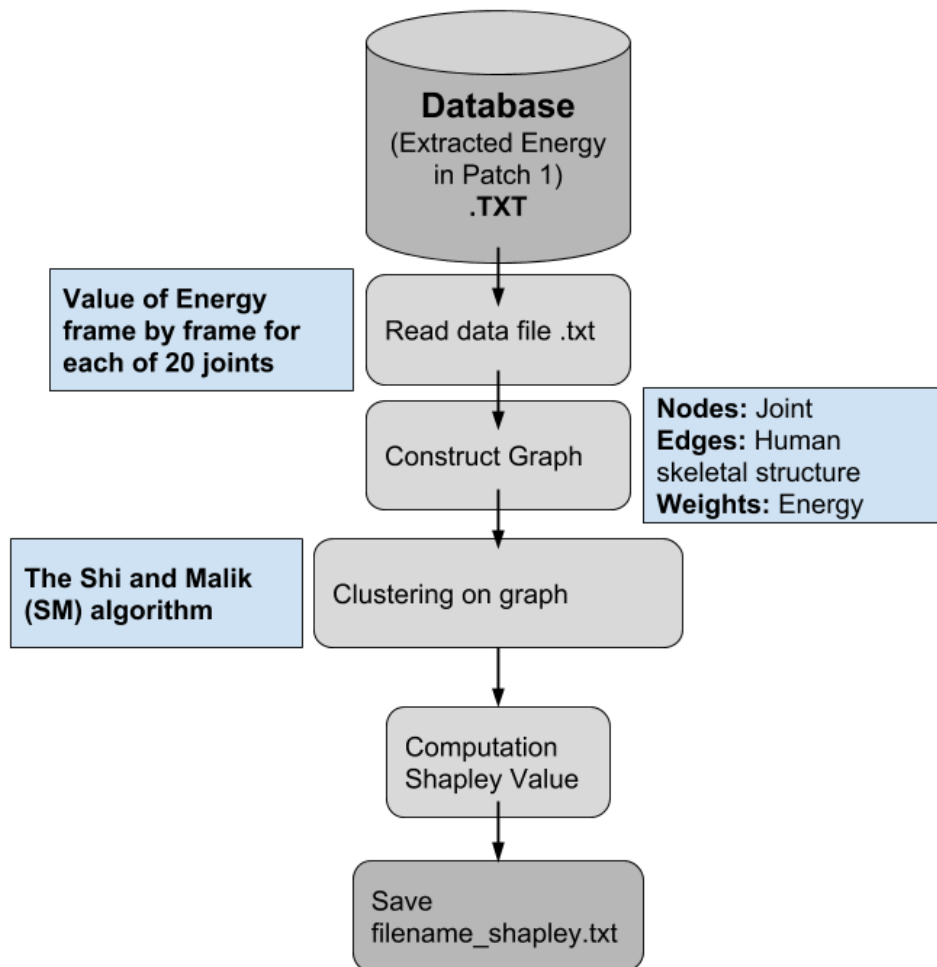 Database
(Extracted Energy
in Patch 1)
.TXT
Value of Energy
frame by frame for
each of 20 joints
Read data file .txt
Nodes: Joint
Edges: Human
skeletal structure
Weights: Energy
Construct Graph
The Shi and Malik
(SM) algorithm
Clustering on graph
Computation
Shapley Value
Save
filename_shapley.txt